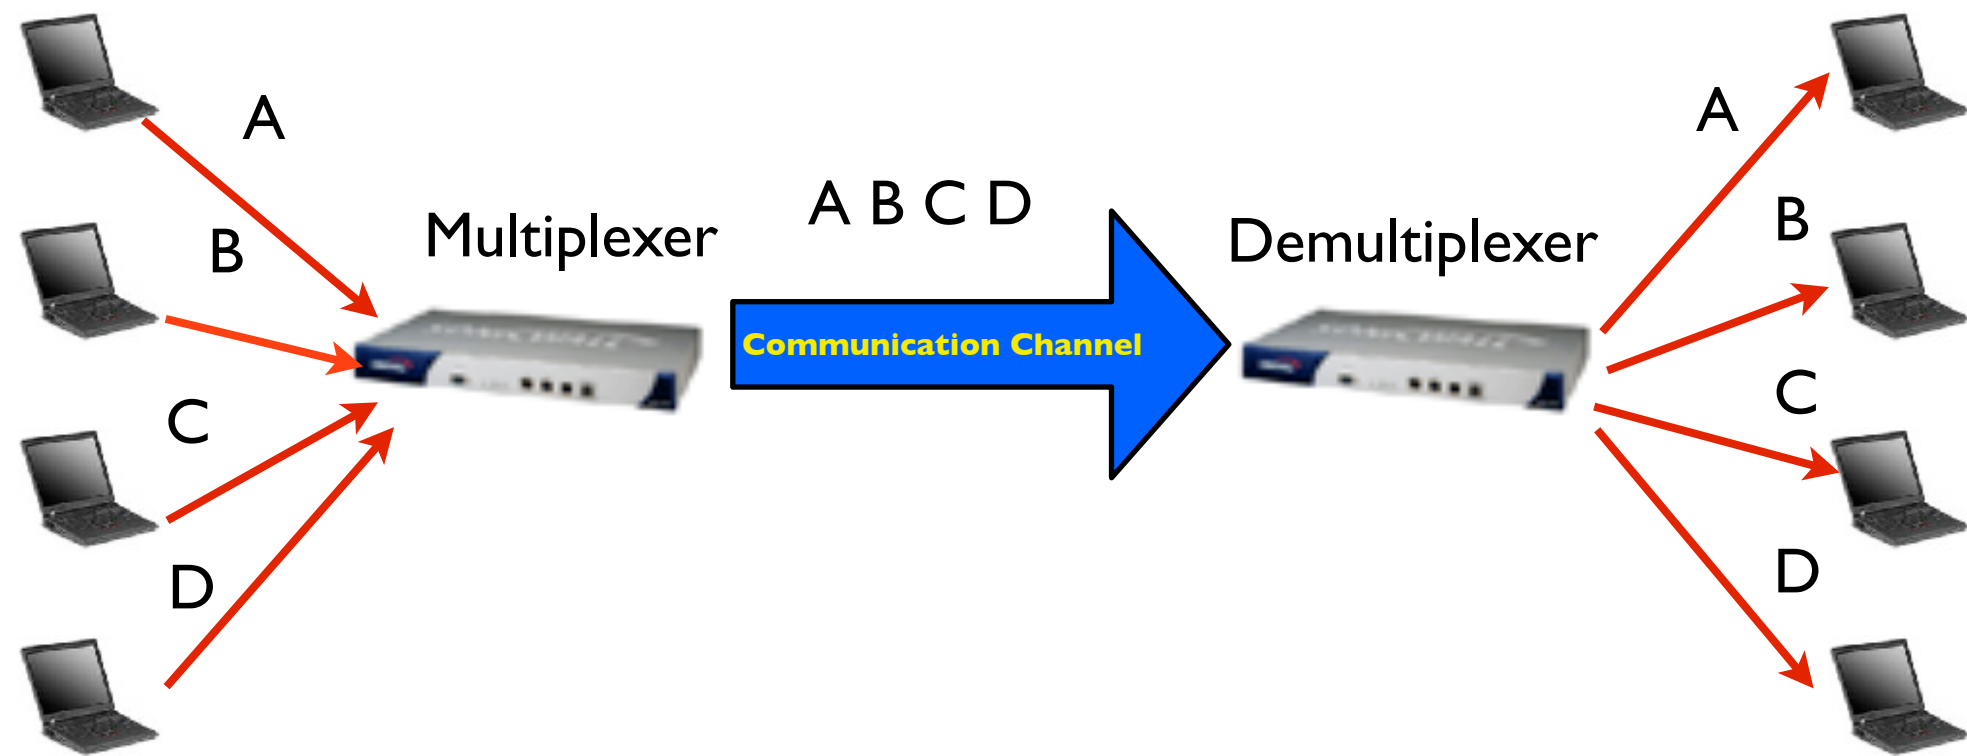 A
B
C
D
Multiplexer
A B C D
Communication Channel
Demultiplexer
A
B
C
D